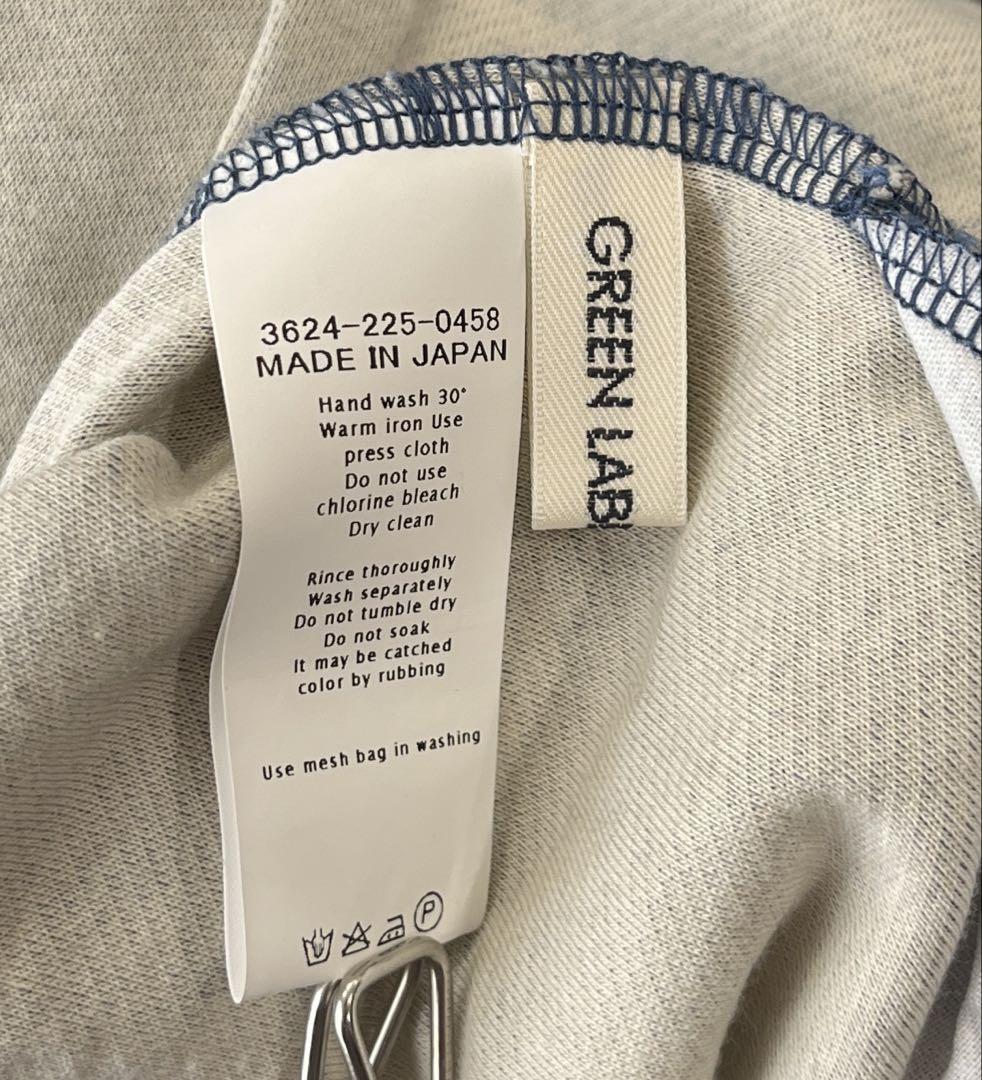 3624-225-0458
MADE IN JAPAN
Hand wash 30°
Warm iron Use
press cloth
Do not use
chlorine bleach
Dry clean
Rince thoroughly
Wash separately
Do not tumble dry
Do not soak
It may be catched
color by rubbing
Use mesh bag in washing
P
GREEN LAB